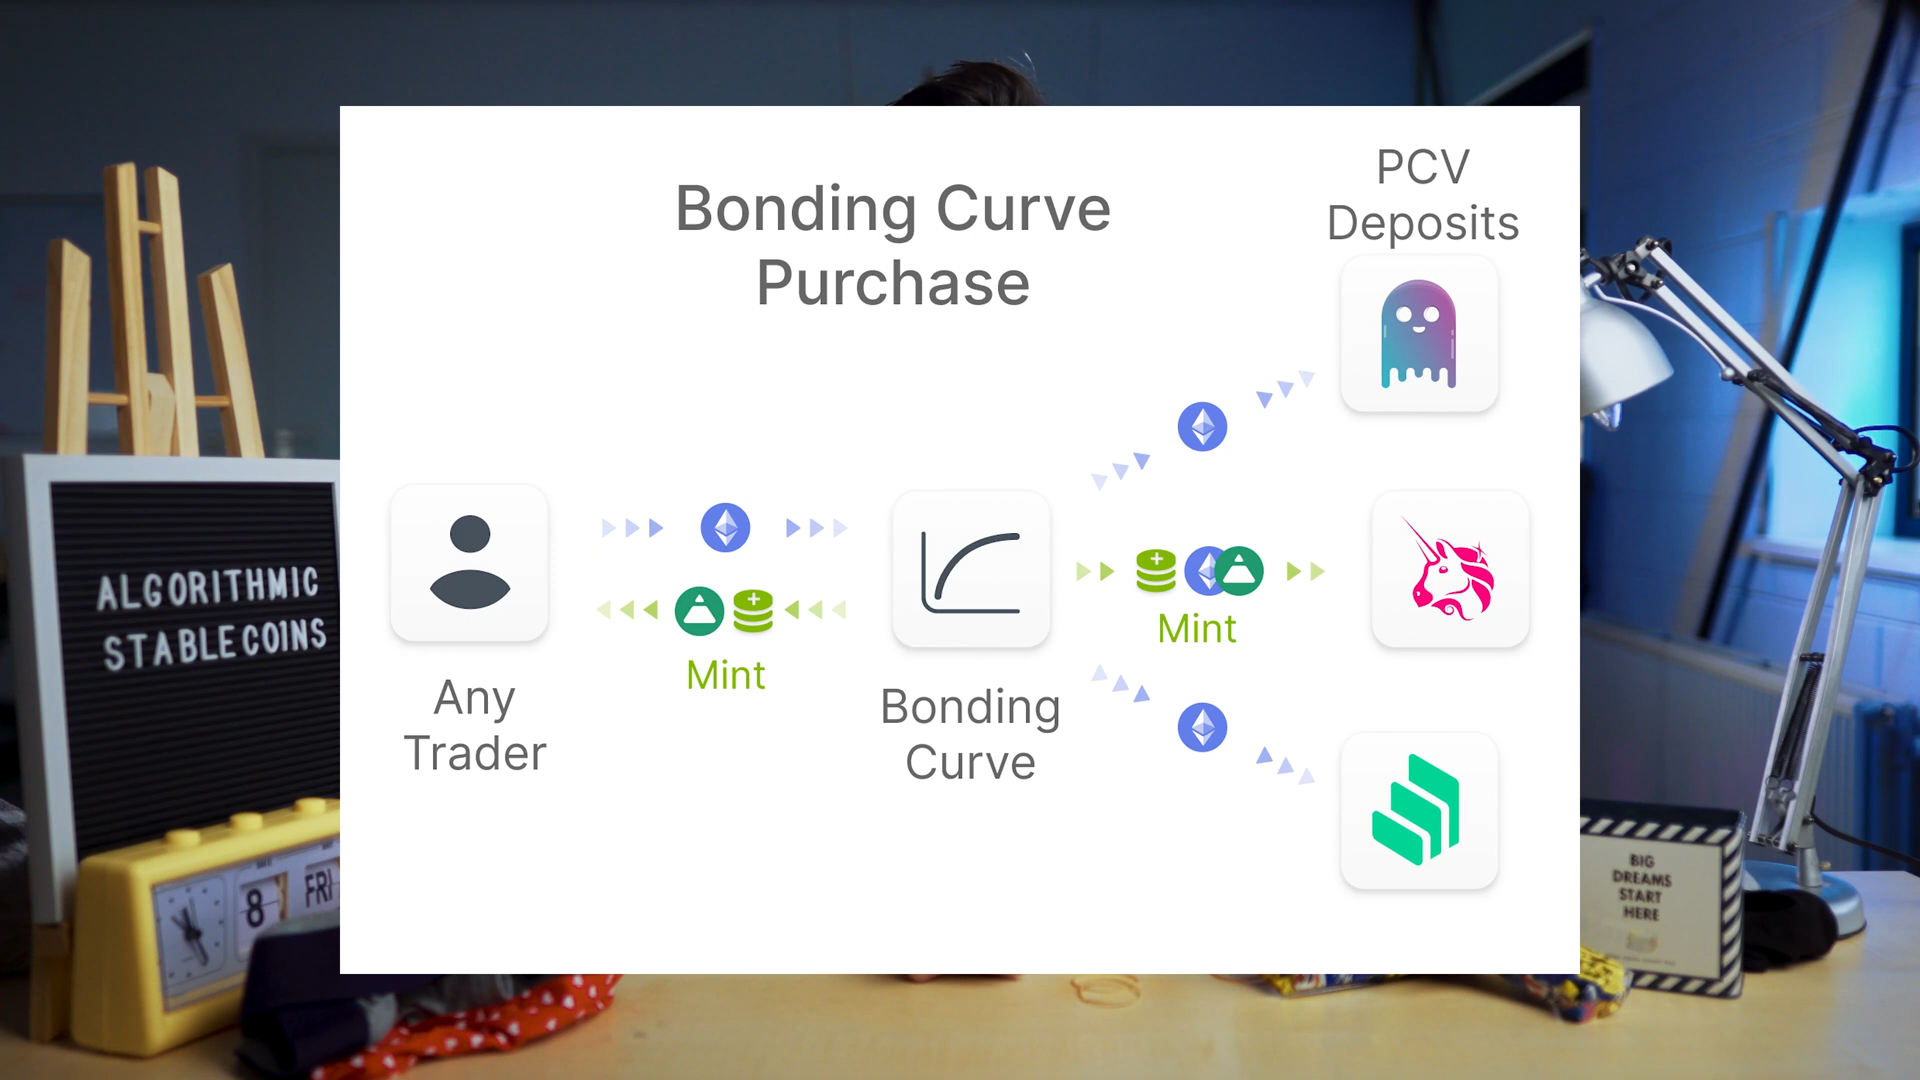 Bonding Curve
Purchase
PCV
Deposits
Mint
Mint
Any
Trader
Bonding
Curve
ALGORITHMIC
STABLECOINS
8
FRI
BIG
DREAMS
START
HERE